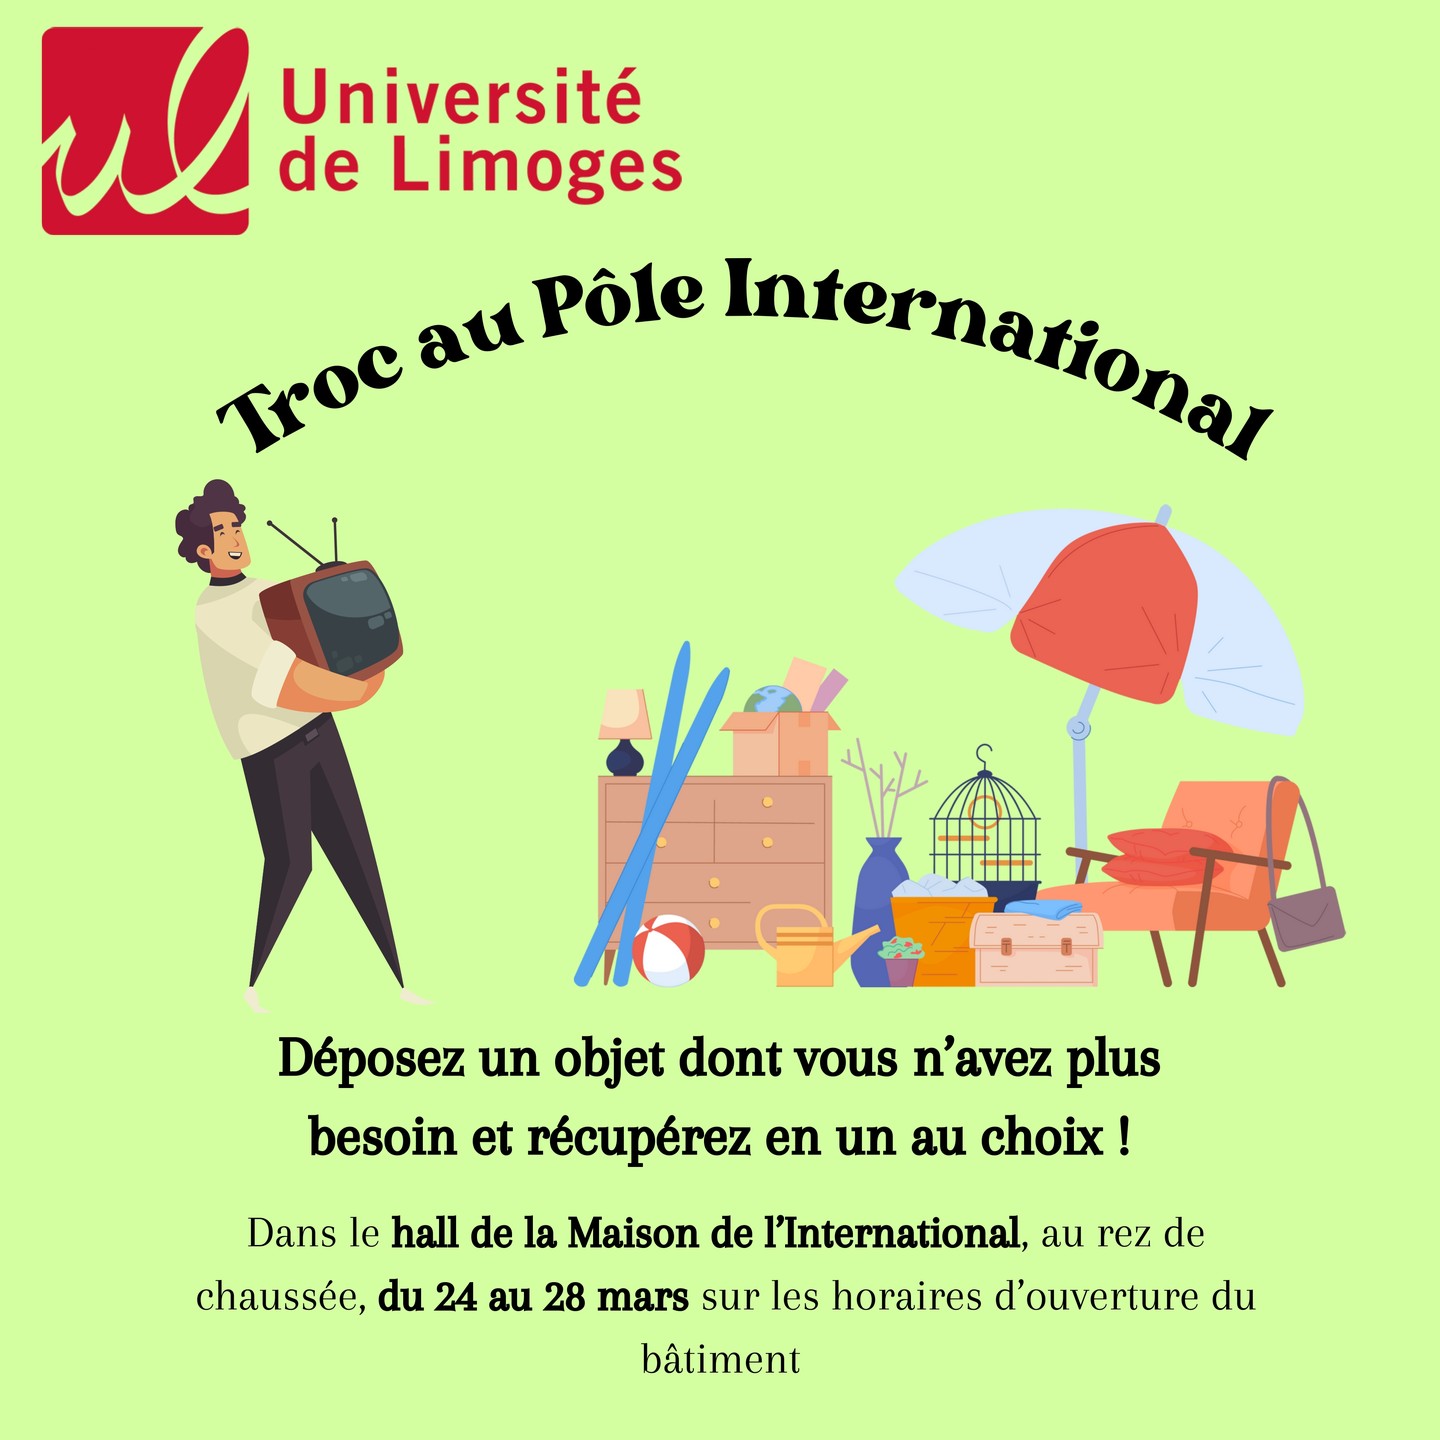 Université
de Limoges
Troc au Pôle International
Déposez un objet dont vous n’avez plus
besoin et récupérez en un au choix !
Dans le hall de la Maison de l’International, au rez de
chaussée, du 24 au 28 mars sur les horaires d’ouverture du
bâtiment